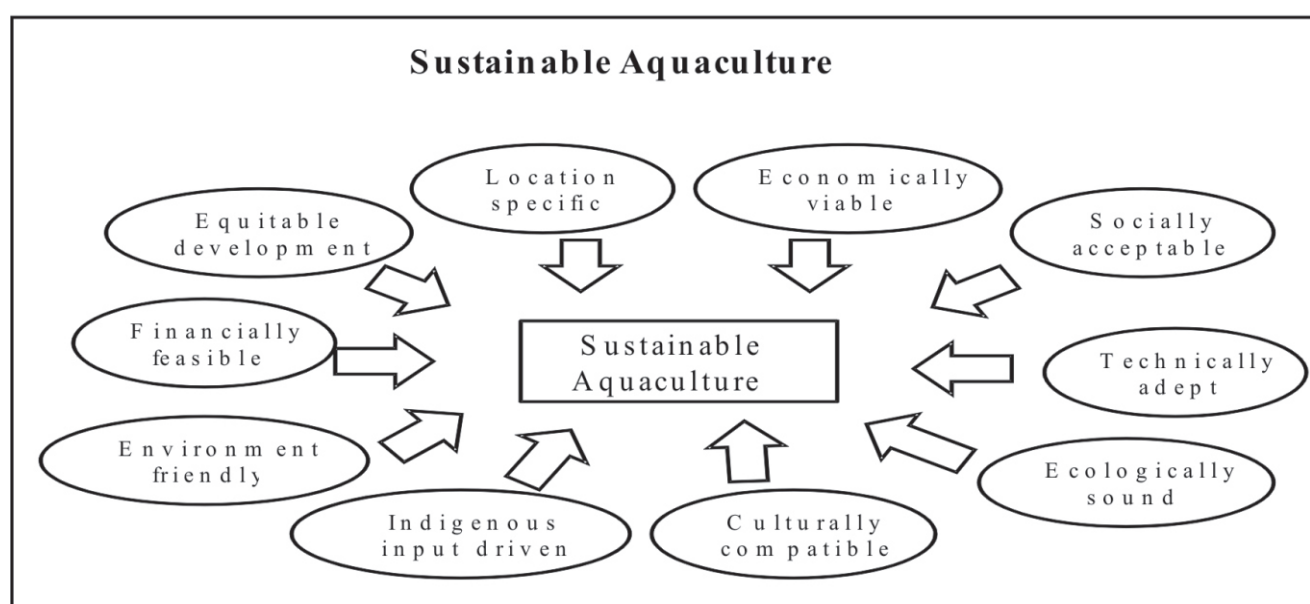 Sustainable Aquaculture
Location
specific
Economically
viable
Equitable
development
Socially
acceptable
Financially
feasible
Sustainable
Aquaculture
Technically
adept
Environment
friendly
Ecologically
sound
Indigenous
input driven
Culturally
compatible